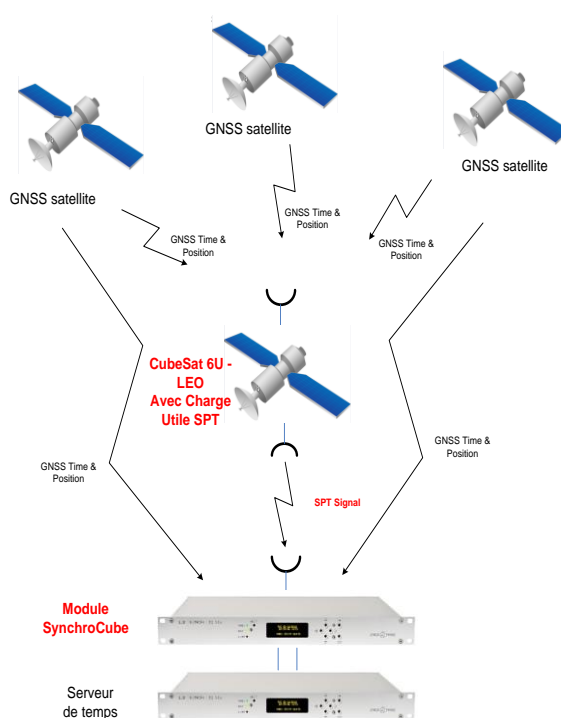 GNSS satellite
GNSS satellite
GNSS satellite
GNSS Time &
Position
GNSS Time &
Position
GNSS Time &
Position
CubeSat 6U -
LEO
Avec Charge
Utile SPT
GNSS Time &
Position
GNSS Time &
Position
SPT Signal
Module
SynchroCube
Serveur
de temps